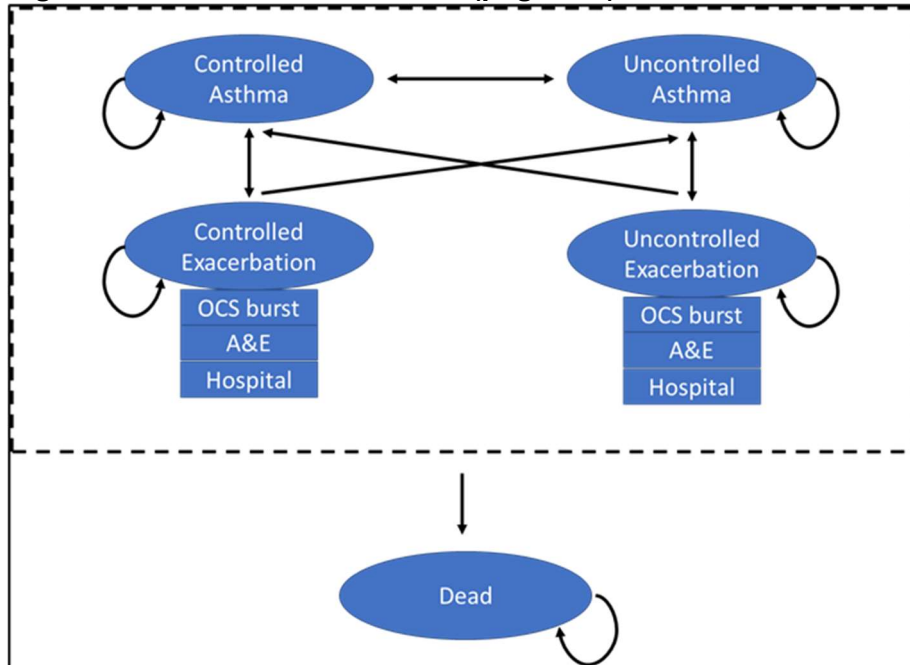 Controlled
Asthma
Uncontrolled
Asthma
Controlled
Exacerbation
OCS burst
A&E
Hospital
Uncontrolled
Exacerbation
OCS burst
A&E
Hospital
Dead